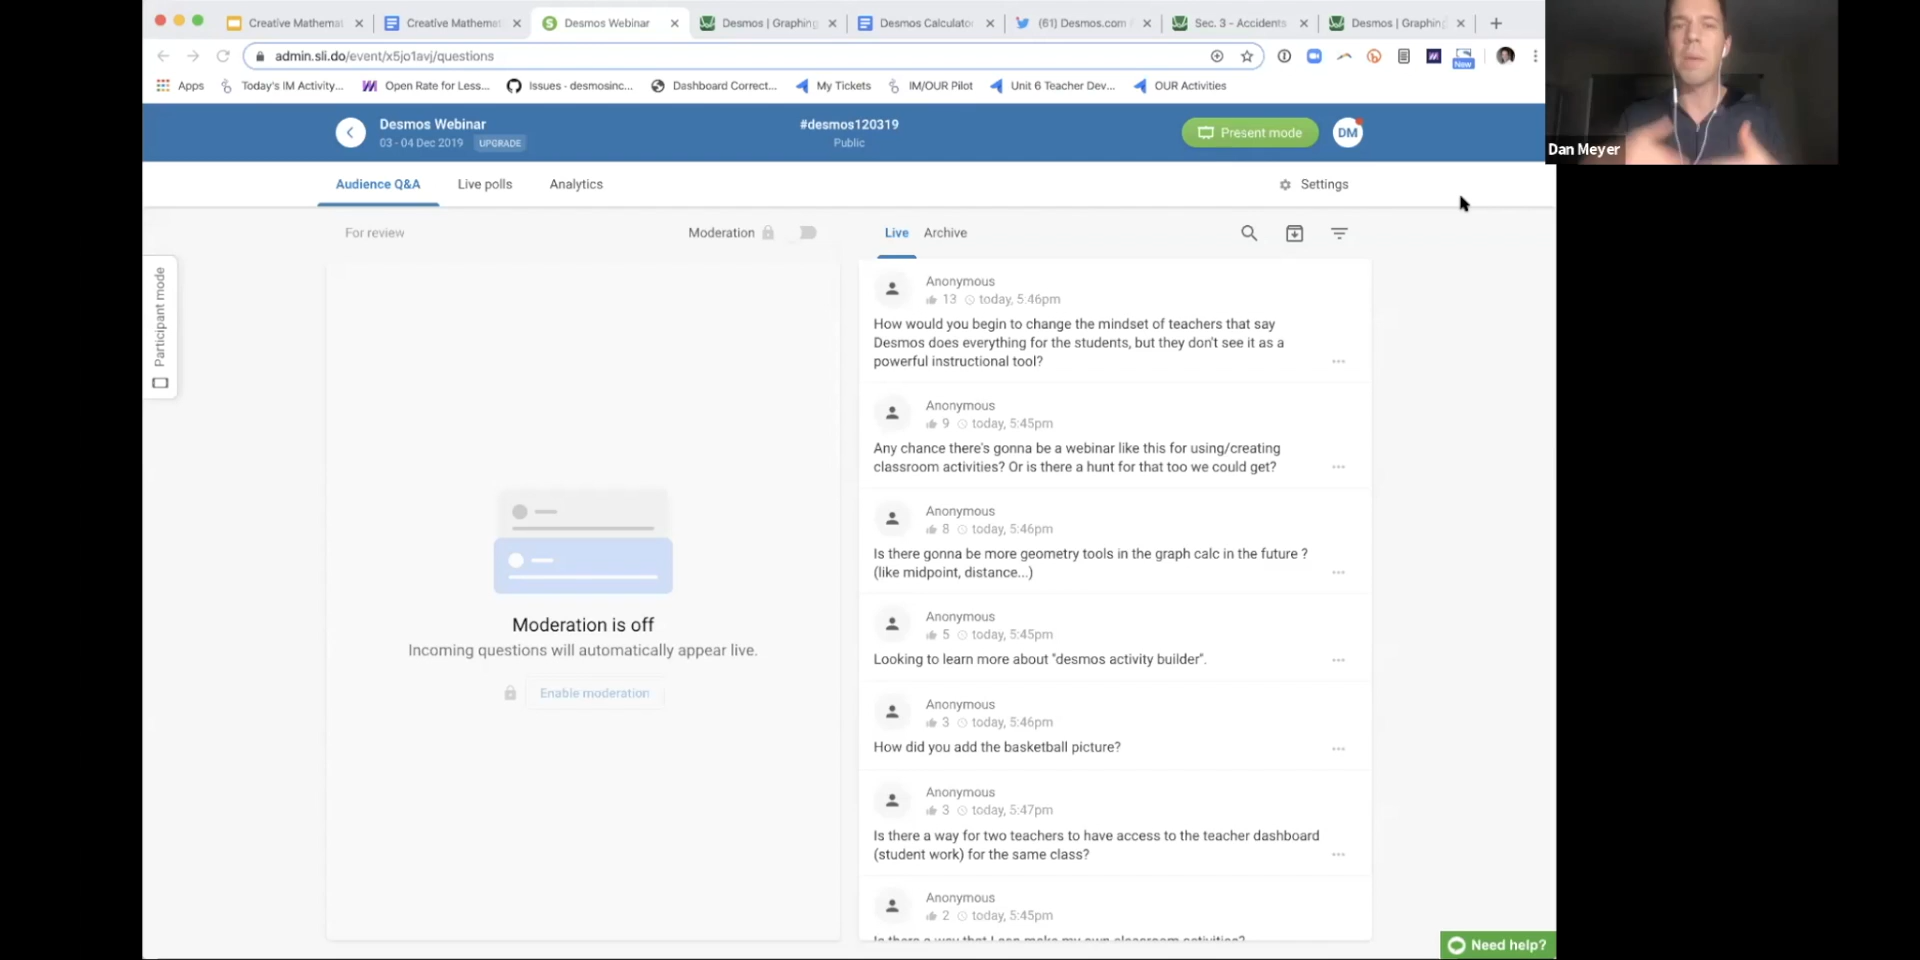 Creative Mathemat
Creative Mathemat
Desmos Webinar
Desmos | Graphing
Desmos Calculato
(61) Desmos.com
Sec. 3 - Accidents
Desmos | Graphing
admin.sli.do/event/x5jo1avj/questions
New
Apps
Today's IM Activity...
Open Rate for Less...
Issues - desmosinc...
Dashboard Correct...
My Tickets
IM/OUR Pilot
Unit 6 Teacher Dev...
OUR Activities
Desmos Webinar
03 - 04 Dec 2019 UPGRADE
#desmos120319
Public
Present mode
DM
Dan Meyer
Audience Q&A
Live polls
Analytics
Settings
For review
Moderation
Live
Archive
Participant mode
Moderation is off
Incoming questions will automatically appear live.
Enable moderation
Anonymous
13 today, 5:46pm
How would you begin to change the mindset of teachers that say
Desmos does everything for the students, but they don't see it as a
powerful instructional tool?
Anonymous
9 today, 5:45pm
Any chance there's gonna be a webinar like this for using/creating
classroom activities? Or is there a hunt for that too we could get?
Anonymous
8 today, 5:46pm
Is there gonna be more geometry tools in the graph calc in the future ?
(like midpoint, distance...)
Anonymous
5 today, 5:45pm
Looking to learn more about "desmos activity builder".
Anonymous
3 today, 5:46pm
How did you add the basketball picture?
Anonymous
3 today, 5:47pm
Is there a way for two teachers to have access to the teacher dashboard
(student work) for the same class?
Anonymous
2 today, 5:45pm
Is there a way that I can make my own classroom activities?
Need help?